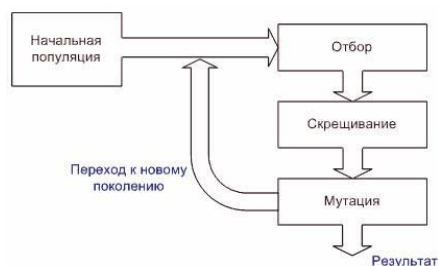 Начальная
популяция
Отбор
Скрещивание
Переход к новому
поколению
Мутация
Результат